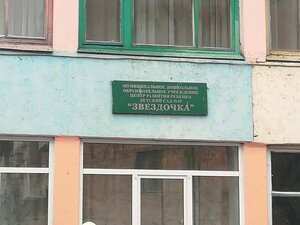 МУНИЦИПАЛЬНОЕ ДОШКОЛЬНОЕ
ОБРАЗОВАТЕЛЬНОЕ УЧРЕЖДЕНИЕ
ЦЕНТР РАЗВИТИЯ РЕБЕНКА
ДЕТСКИЙ САД
"ЗВЕЗДОЧКА"